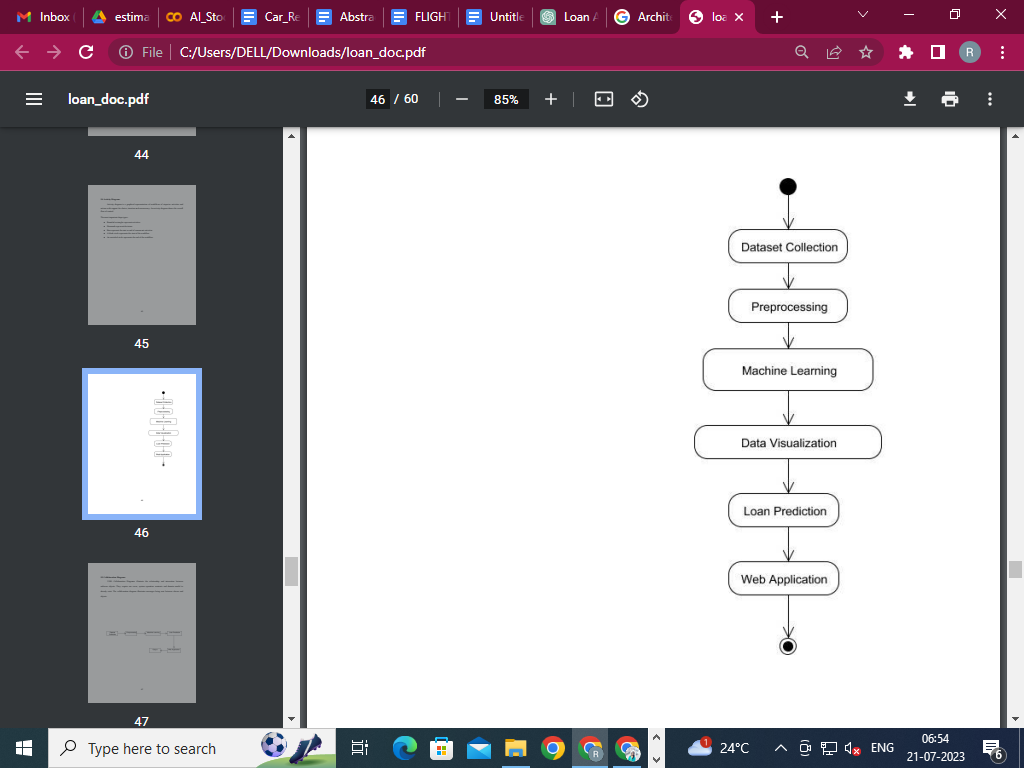 Inbox
estima
AI_Sto
Car_Re
Abstra
FLIGHT
Untitle
Loan A
Archit
loa
File
C:/Users/DELL/Downloads/loan_doc.pdf
R
loan_doc.pdf
46 / 60
85%
44
45
46
47
Dataset Collection
Preprocessing
Machine Learning
Data Visualization
Loan Prediction
Web Application
Type here to search
R
1
24°C
ENG
06:54
21-07-2023
6